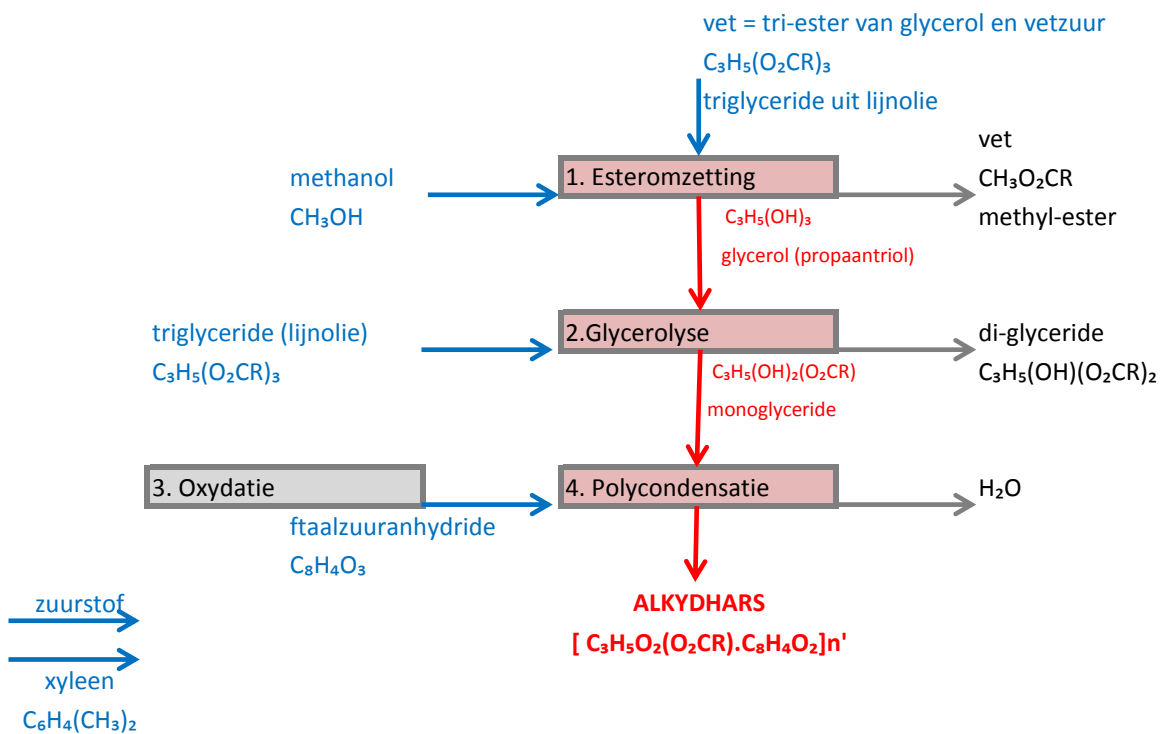 vet = tri-ester van glycerol en vetzuur
C₃H₅(O₂CR)₃
triglyceride uit lijnolie
methanol
CH₃OH
1. Esteromzetting
vet
CH₃O₂CR
methyl-ester
C₃H₅(OH)₃
glycerol (propaantriol)
triglyceride (lijnolie)
C₃H₅(O₂CR)₃
2.Glycerolyse
di-glyceride
C₃H₅(OH)(O₂CR)₂
C₃H₅(OH)₂(O₂CR)
monoglyceride
3. Oxydatie
4. Polycondensatie
H₂O
ftaalzuuranhydride
C₈H₄O₃
ALKYDHARS
[ C₃H₅O₂(O₂CR).C₈H₄O₂]n'
zuurstof
xyleen
C₆H₄(CH₃)₂